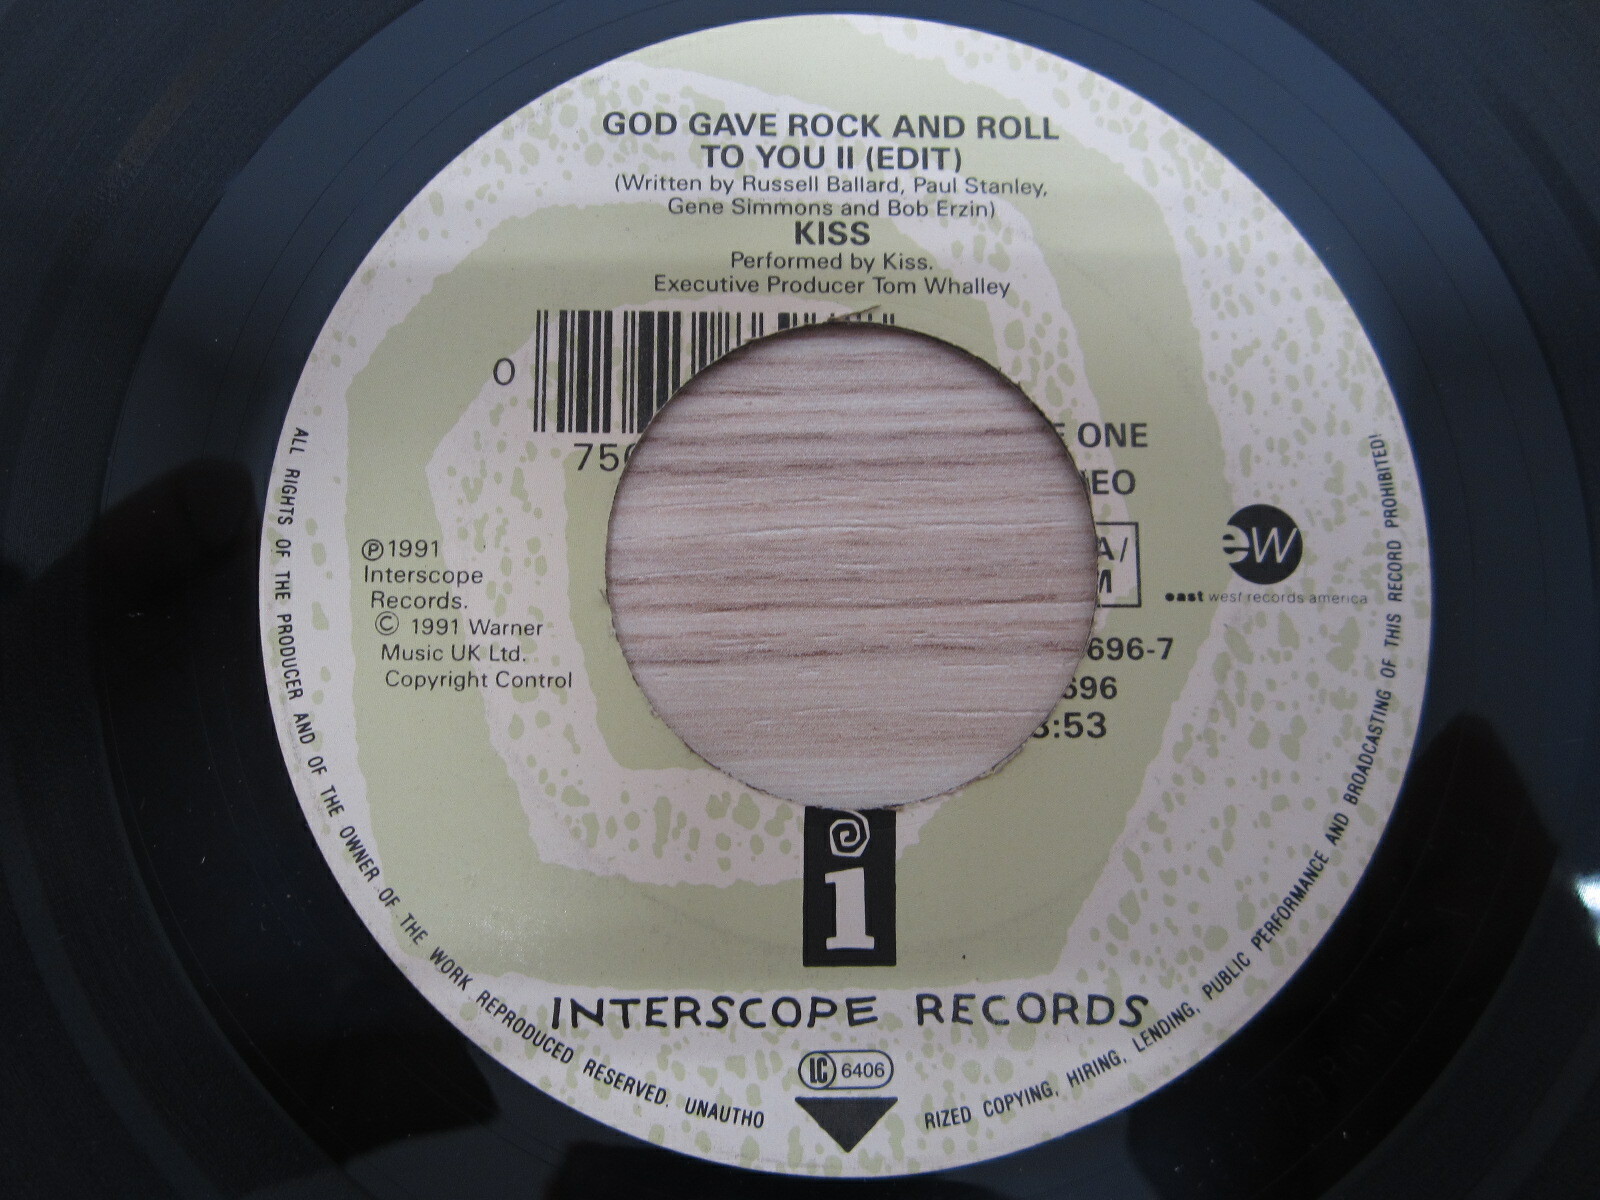 GOD GAVE ROCK AND ROLL
TO YOU II (EDIT)
(Written by Russell Ballard, Paul Stanley,
Gene Simmons and Bob Erzin)
KISS
Performed by Kiss.
Executive Producer Tom Whalley
0
ONE
ew
east west records america
℗ 1991
Interscope
Records.
© 1991 Warner
Music UK Ltd.
Copyright Control
696-7
696
3:53
i
INTERSCOPE RECORDS
LC 6406
ALL RIGHTS OF THE PRODUCER AND OF THE OWNER OF THE WORK REPRODUCED RESERVED. UNAUTHO
RIZED COPYING, HIRING, LENDING, PUBLIC PERFORMANCE AND BROADCASTING OF THIS RECORD PROHIBITED!